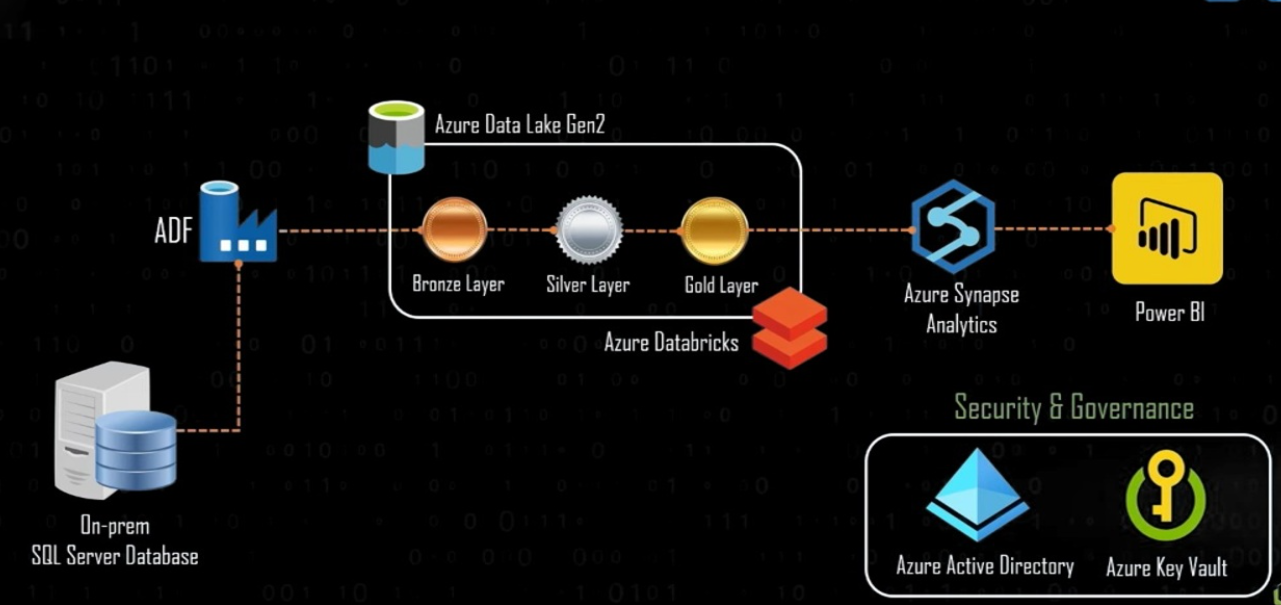 Azure Data Lake Gen2
ADF
Bronze Layer
Silver Layer
Gold Layer
Azure Databricks
Azure Synapse
Analytics
Power BI
On-prem
SQL Server Database
Security & Governance
Azure Active Directory
Azure Key Vault